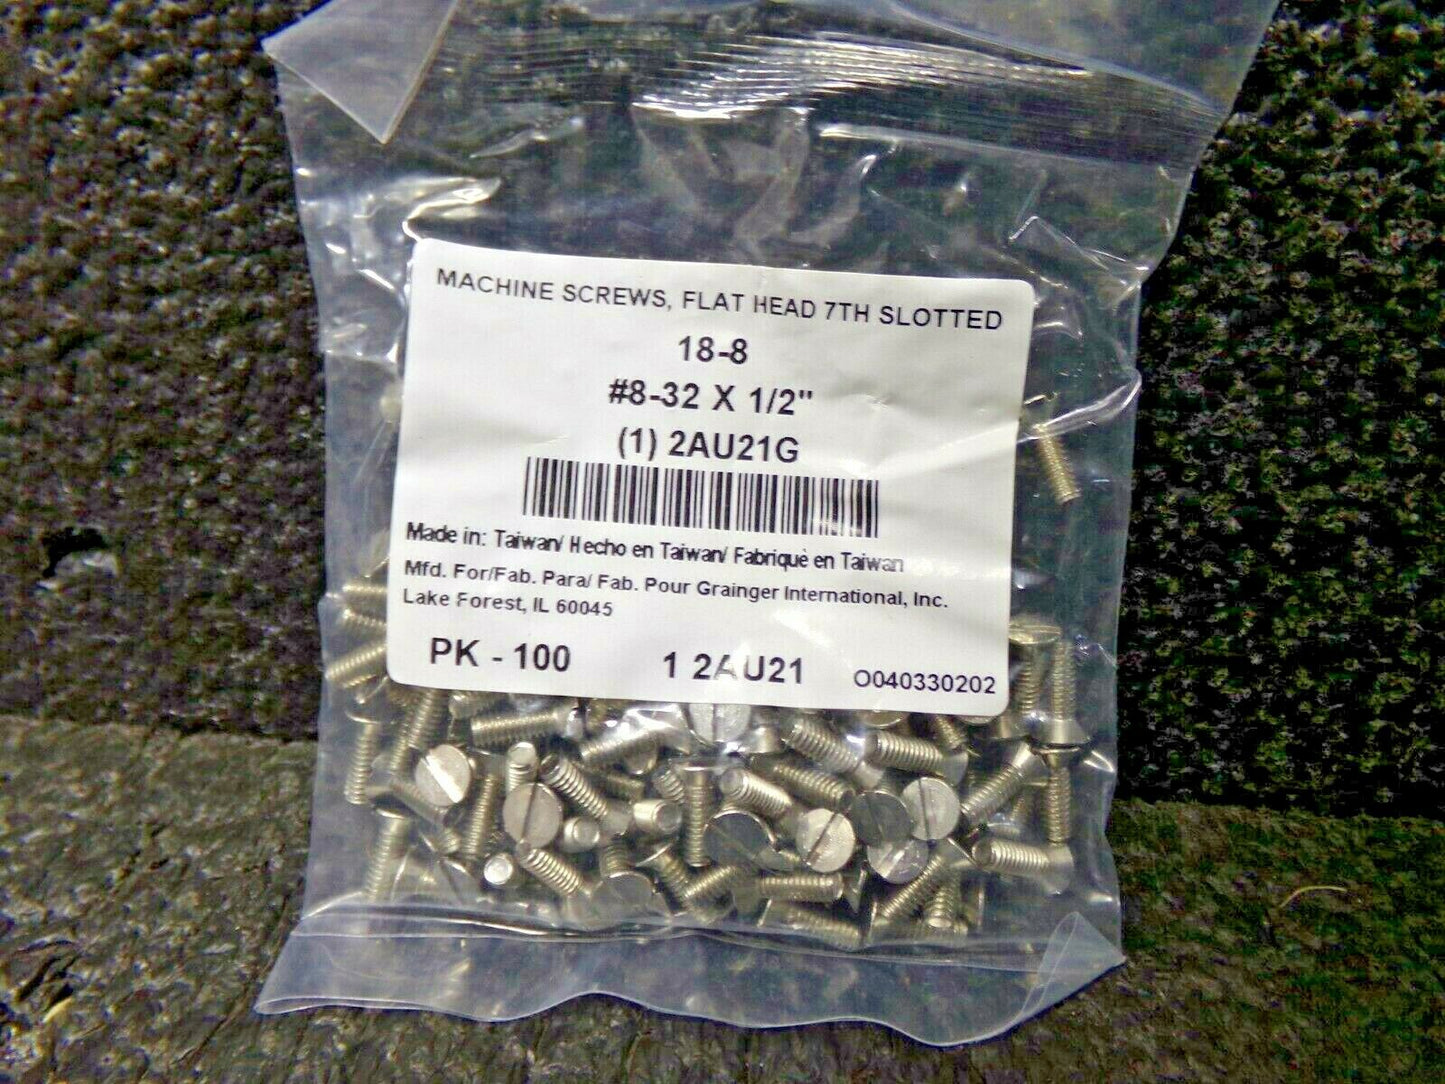 MACHINE SCREWS, FLAT HEAD 7TH SLOTTED
18-8
#8-32 X 1/2"
(1) 2AU21G
Made in: Taiwan/ Hecho en Taiwan/ Fabriquè en Taiwan
Mfd. For/Fab. Para/ Fab. Pour Grainger International, Inc.
Lake Forest, IL 60045
PK - 100 1 2AU21 O040330202